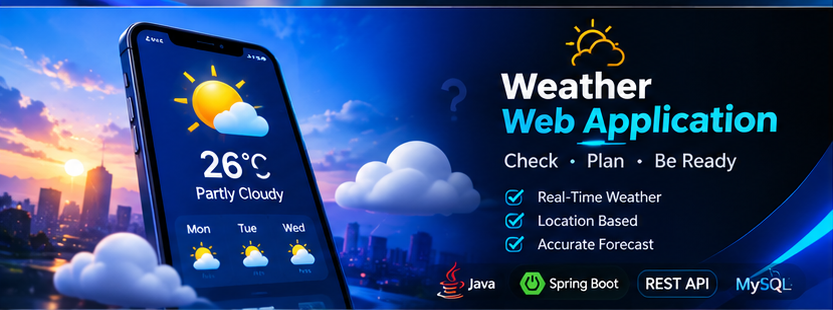 26°C
Partly Cloudy
Mon Tue Wed
?
Weather
Web Application
Check • Plan • Be Ready
Real-Time Weather
Location Based
Accurate Forecast
Java
Spring Boot
REST API
MySQL